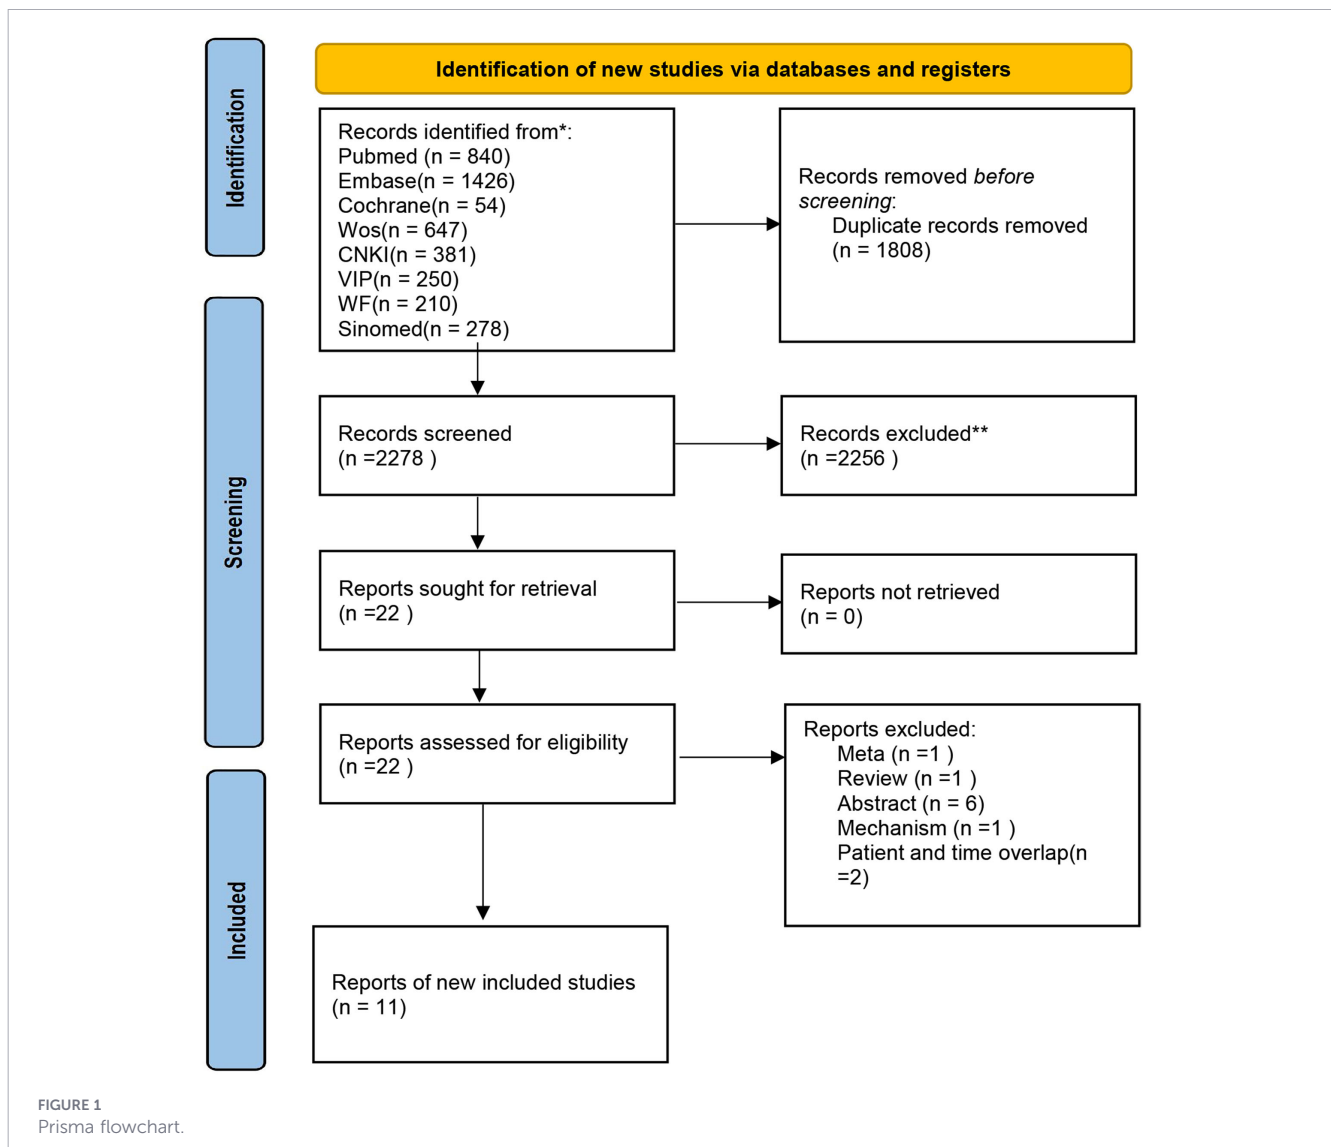 Identification of new studies via databases and registers
Identification
Records identified from*:
Pubmed (n = 840)
Embase(n = 1426)
Cochrane(n = 54)
Wos(n = 647)
CNKI(n = 381)
VIP(n = 250)
WF(n = 210)
Sinomed(n = 278)
Records removed before
screening:
Duplicate records removed
(n = 1808)
Screening
Records screened
(n =2278 )
Records excluded**
(n =2256 )
Reports sought for retrieval
(n =22 )
Reports not retrieved
(n = 0)
Reports assessed for eligibility
(n =22 )
Reports excluded:
Meta (n =1 )
Review (n =1 )
Abstract (n = 6)
Mechanism (n =1 )
Patient and time overlap(n
=2)
Included
Reports of new included studies
(n = 11)
FIGURE 1
Prisma flowchart.